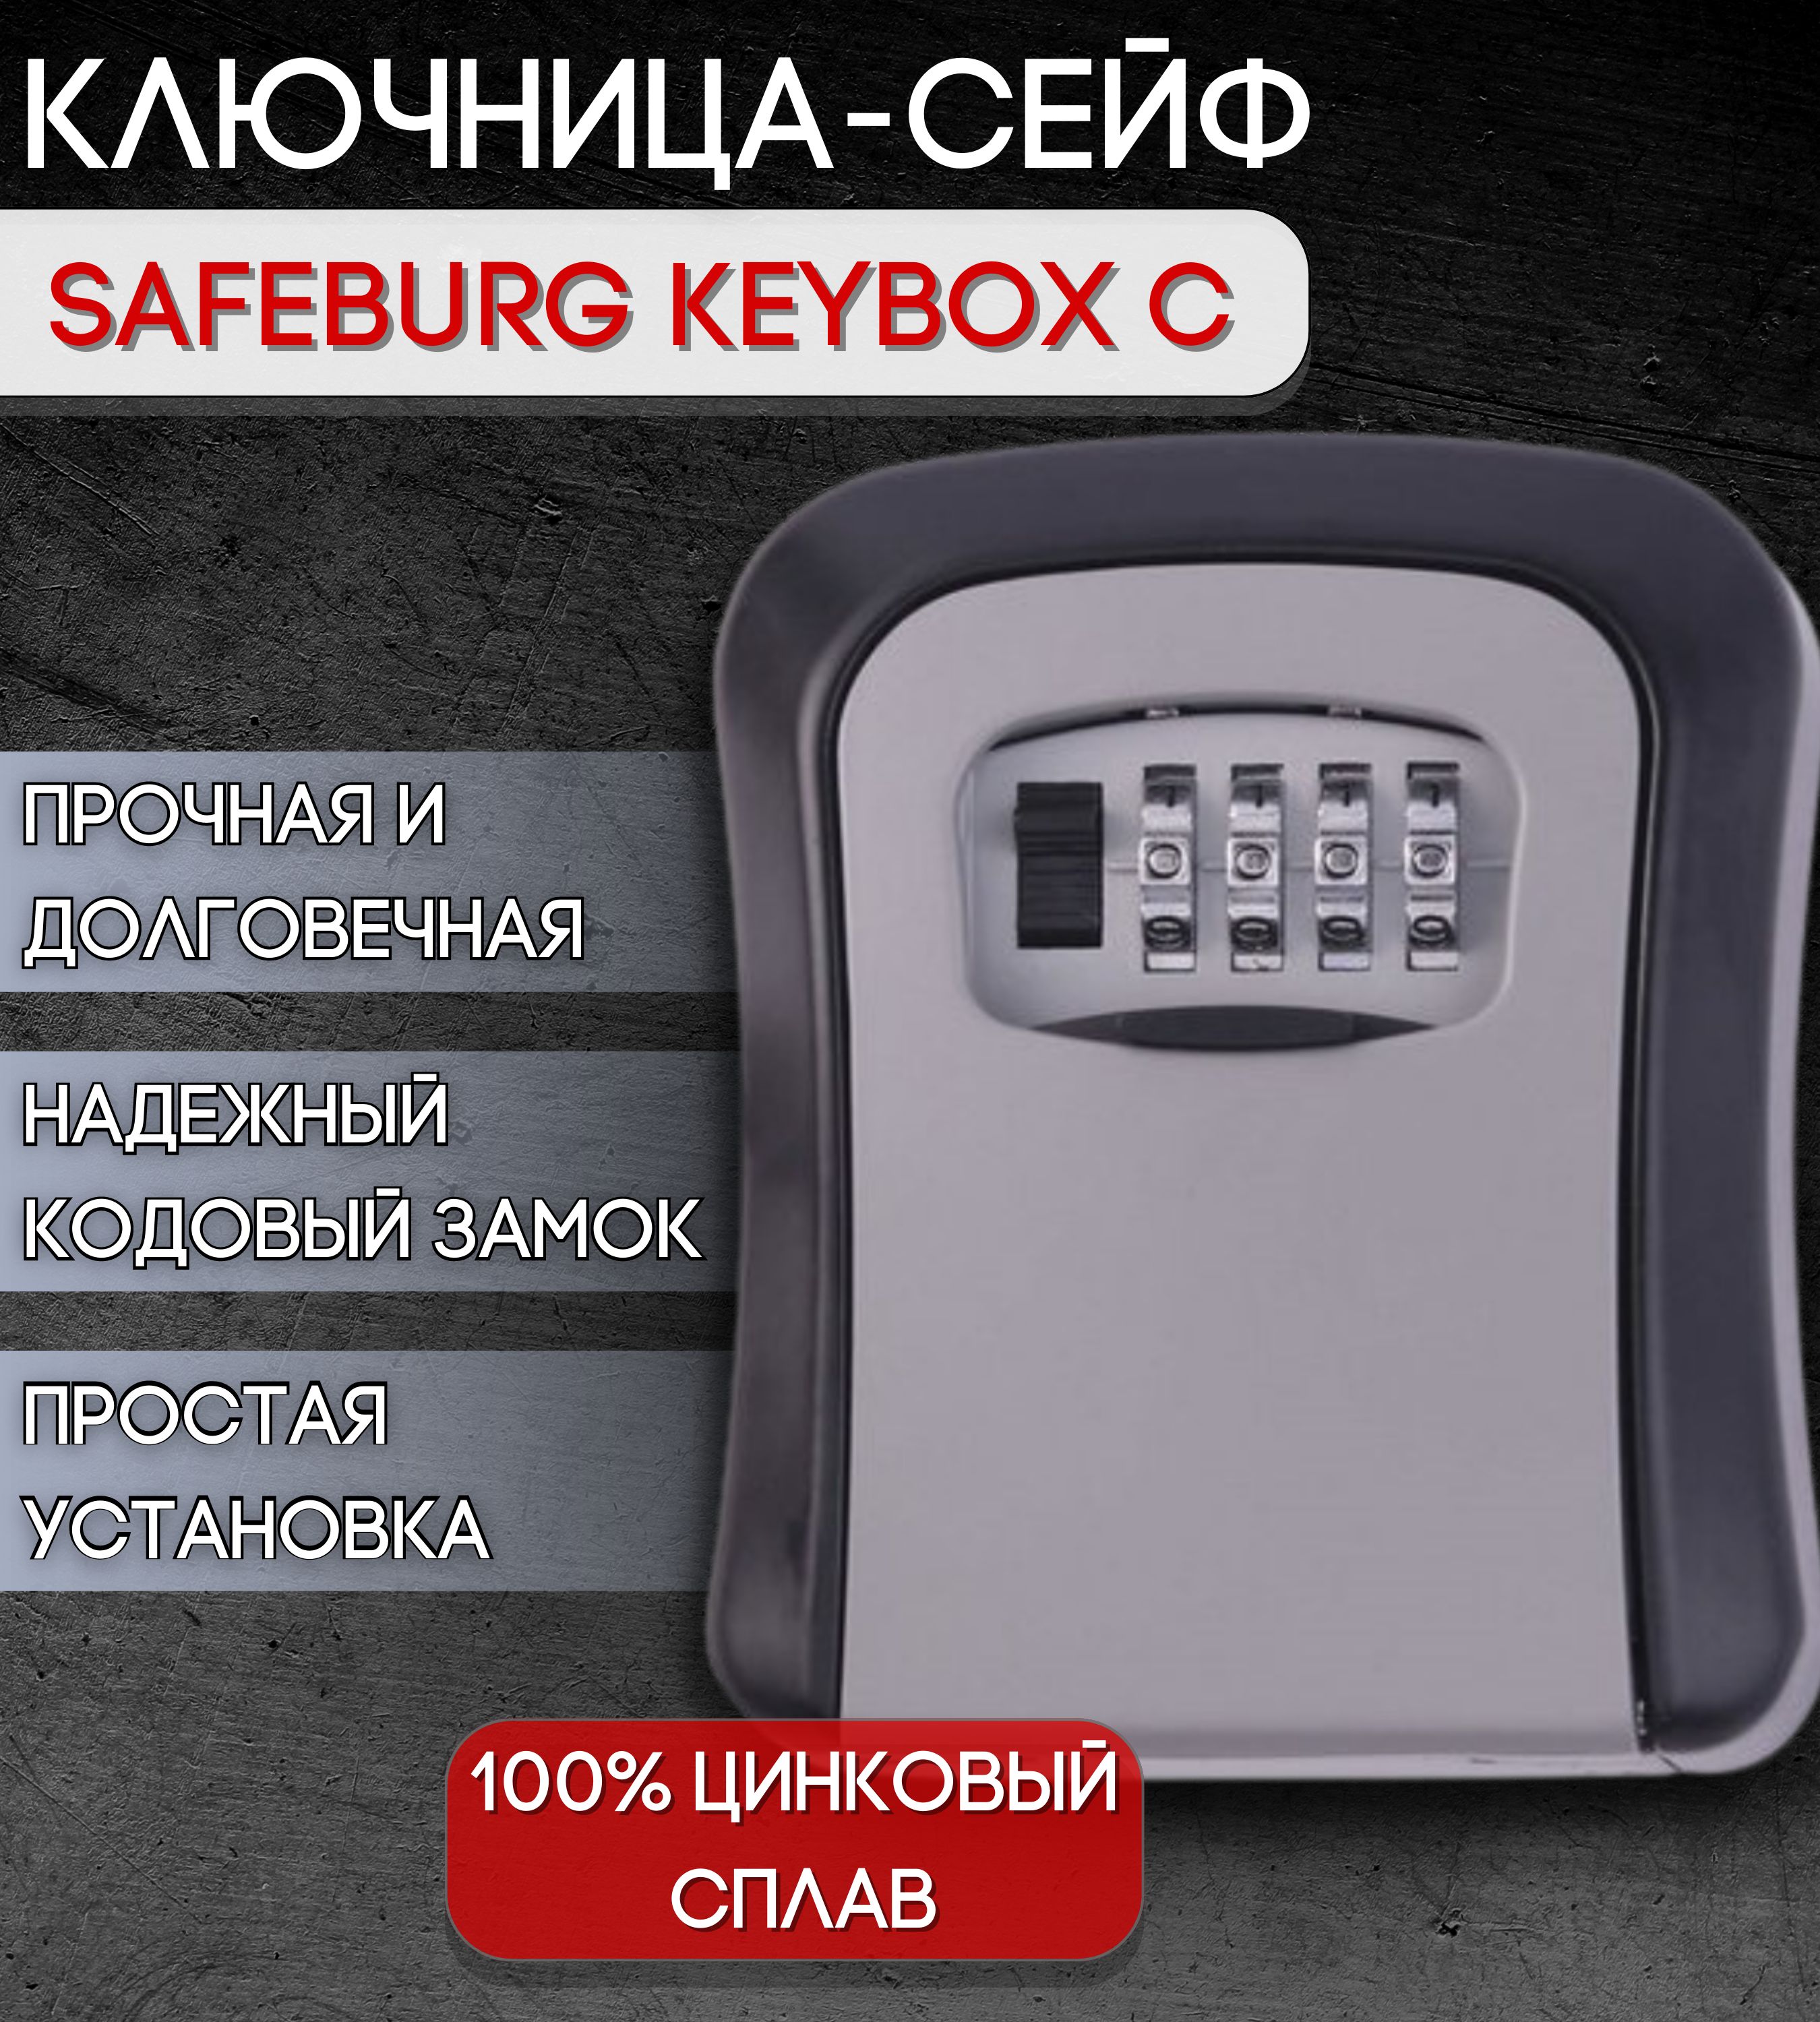 КЛЮЧНИЦА-СЕЙФ
SAFEBURG KEYBOX C
ПРОЧНАЯ И
ДОЛГОВЕЧНАЯ
НАДЕЖНЫЙ
КОДОВЫЙ ЗАМОК
ПРОСТАЯ
УСТАНОВКА
100% ЦИНКОВЫЙ
СПЛАВ